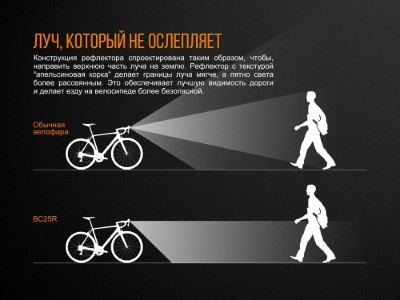 ЛУЧ, КОТОРЫЙ НЕ ОСЛЕПЛЯЕТ
Конструкция рефлектора спроектирована таким образом, чтобы,
направить верхнюю часть луча на землю. Рефлектор с текстурой
"апельсиновая корка" делает границы луча мягче, а пятно света
более рассеянным. Это обеспечивает лучшую видимость дороги
и делает езду на велосипеде более безопасной.
Обычная
велофара
BC25R